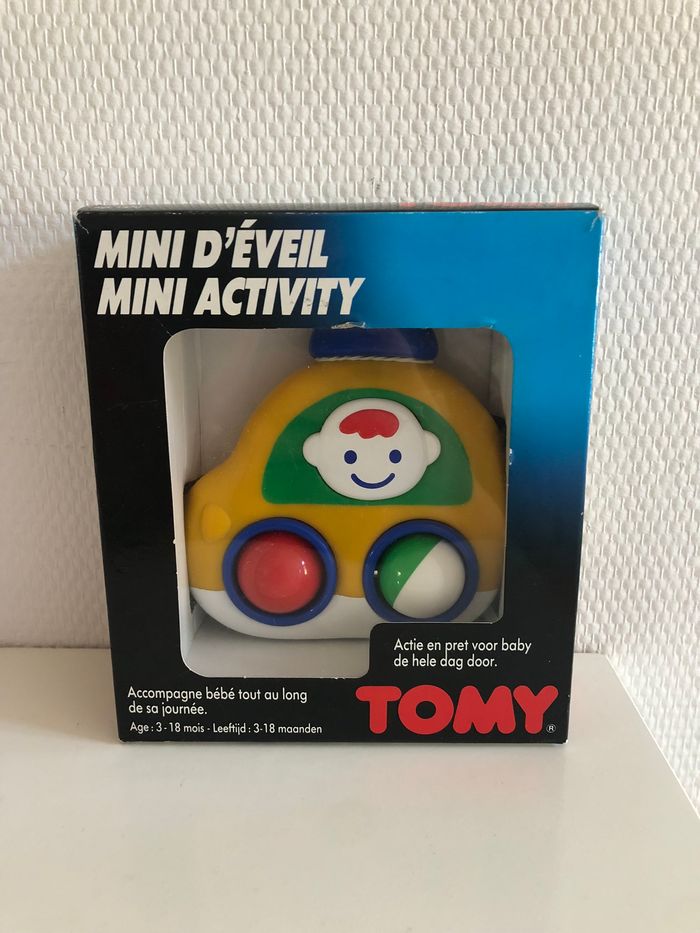 MINI D'ÉVEIL
MINI ACTIVITY
Actie en pret voor baby
de hele dag door.
Accompagne bébé tout au long
de sa journée.
Age : 3 - 18 mois - Leeftijd : 3-18 maanden
TOMY®